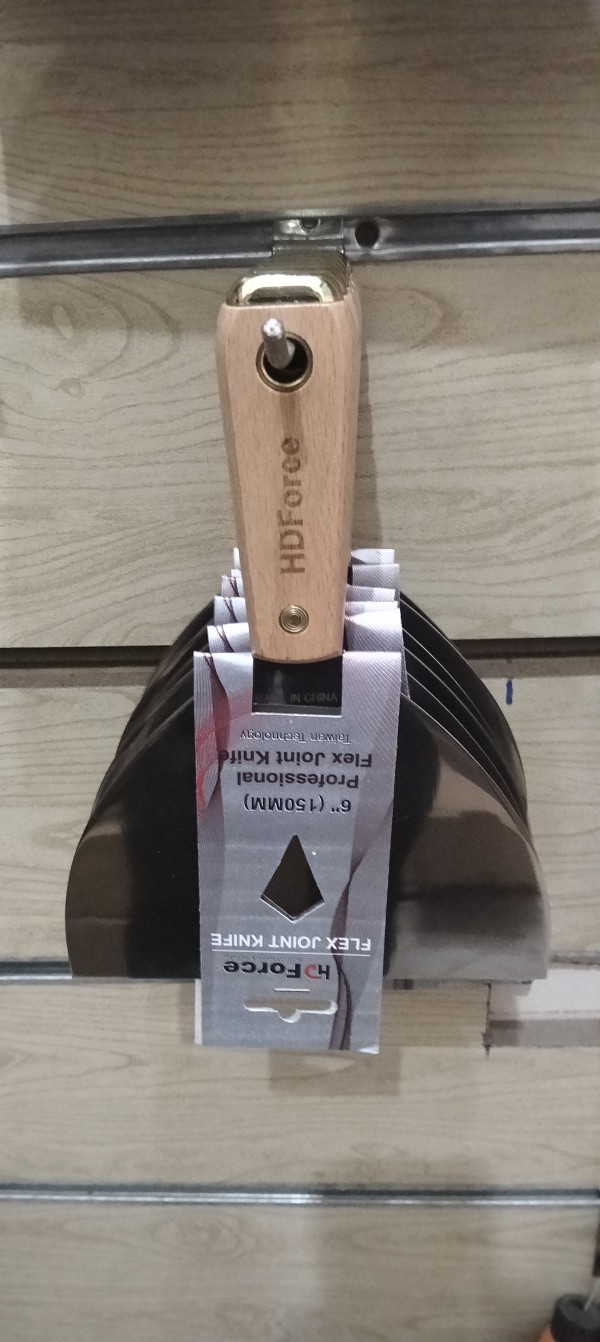 HDForce
IN CHINA
HDForce
FLEX JOINT KNIFE
6" (150MM)
Professional
Flex Joint Knife
Taiwan Technology